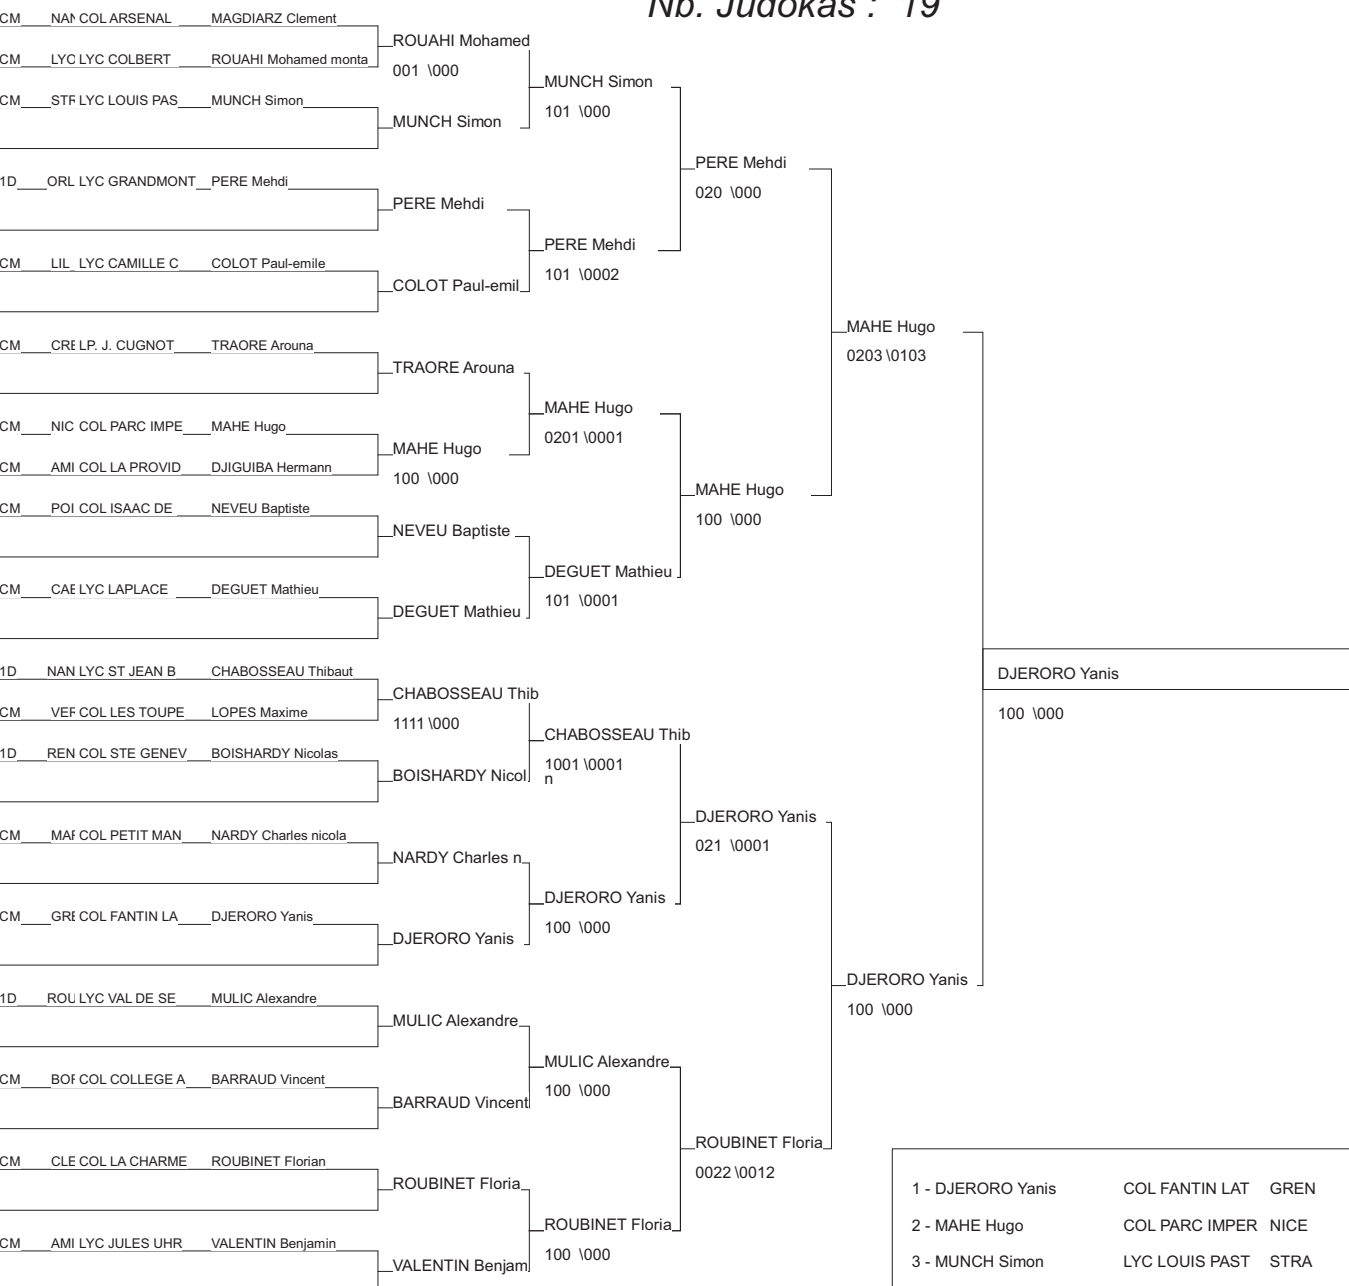 Nb. Judokas : 19
CM NAN COL ARSENAL MAGDIARZ Clement
ROUAHI Mohamed
CM LYC LYC COLBERT ROUAHI Mohamed monta
001 \000
MUNCH Simon
CM STR LYC LOUIS PAS MUNCH Simon
101 \000
MUNCH Simon
PERE Mehdi
1D ORL LYC GRANDMONT PERE Mehdi
020 \000
PERE Mehdi
PERE Mehdi
CM LIL LYC CAMILLE C COLOT Paul-emile
101 \0002
COLOT Paul-emil
MAHE Hugo
CM CRE LP. J. CUGNOT TRAORE Arouna
0203 \0103
TRAORE Arouna
MAHE Hugo
CM NIC COL PARC IMPE MAHE Hugo
0201 \0001
MAHE Hugo
CM AMI COL LA PROVID DJIGUIBA Hermann
100 \000
MAHE Hugo
CM POI COL ISAAC DE NEVEU Baptiste
100 \000
NEVEU Baptiste
DEGUET Mathieu
CM CAE LYC LAPLACE DEGUET Mathieu
101 \0001
DEGUET Mathieu
1D NAN LYC ST JEAN B CHABOSSEAU Thibaut
DJERORO Yanis
CHABOSSEAU Thib
CM VER COL LES TOUPE LOPES Maxime
100 \000
1111 \000
CHABOSSEAU Thib
1D REN COL STE GENEV BOISHARDY Nicolas
1001 \0001
BOISHARDY Nicol
n
DJERORO Yanis
CM MAR COL PETIT MAN NARDY Charles nicola
021 \0001
NARDY Charles n
DJERORO Yanis
CM GRE COL FANTIN LA DJERORO Yanis
100 \000
DJERORO Yanis
DJERORO Yanis
1D ROU LYC VAL DE SE MULIC Alexandre
100 \000
MULIC Alexandre
MULIC Alexandre
CM BOR COL COLLEGE A BARRAUD Vincent
100 \000
BARRAUD Vincent
ROUBINET Floria
CM CLE COL LA CHARME ROUBINET Florian
0022 \0012
ROUBINET Floria
1 - DJERORO Yanis COL FANTIN LAT GREN
ROUBINET Floria
2 - MAHE Hugo COL PARC IMPER NICE
CM AMI LYC JULES UHR VALENTIN Benjamin
100 \000
3 - MUNCH Simon LYC LOUIS PAST STRA
VALENTIN Benjam